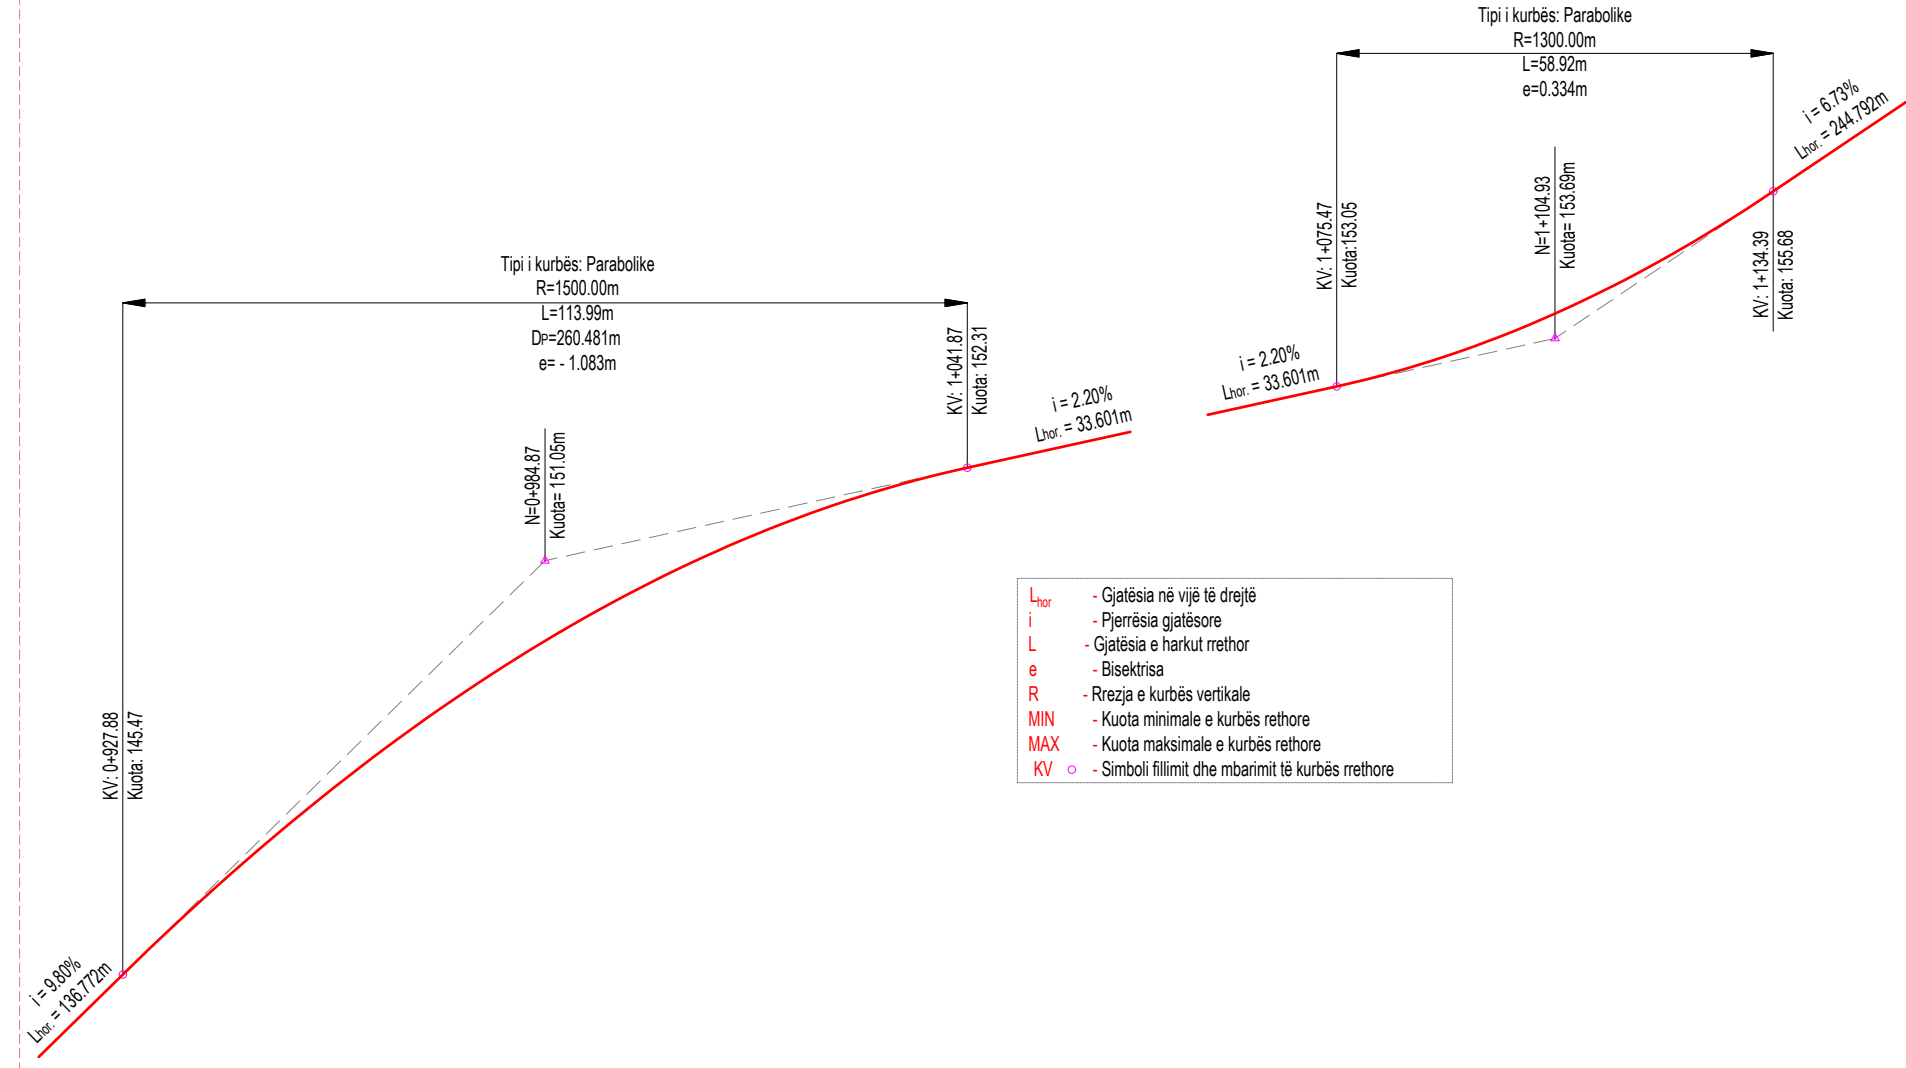 Tipi i kurbës: Parabolike
R=1300.00m
L=58.92m
e=0.334m
i = 6.73%
Lhor. = 244.792m
KV: 1+075.47
Kuota:153.05
N=1+104.93
Kuota= 153.69m
KV: 1+134.39
Kuota: 155.68
Tipi i kurbës: Parabolike
R=1500.00m
L=113.99m
DP=260.481m
e= - 1.083m
KV: 1+041.87
Kuota: 152.31
i = 2.20%
Lhor. = 33.601m
i = 2.20%
Lhor. = 33.601m
N=0+984.87
Kuota= 151.05m
KV: 0+927.88
Kuota: 145.47
i = 9.80%
Lhor. = 136.772m
Lhor - Gjatësia në vijë të drejtë
i - Pjerrësia gjatësore
L - Gjatësia e harkut rrethor
e - Bisektrisa
R - Rrezja e kurbës vertikale
MIN - Kuota minimale e kurbës rethore
MAX - Kuota maksimale e kurbës rethore
KV - Simboli fillimit dhe mbarimit të kurbës rrethore